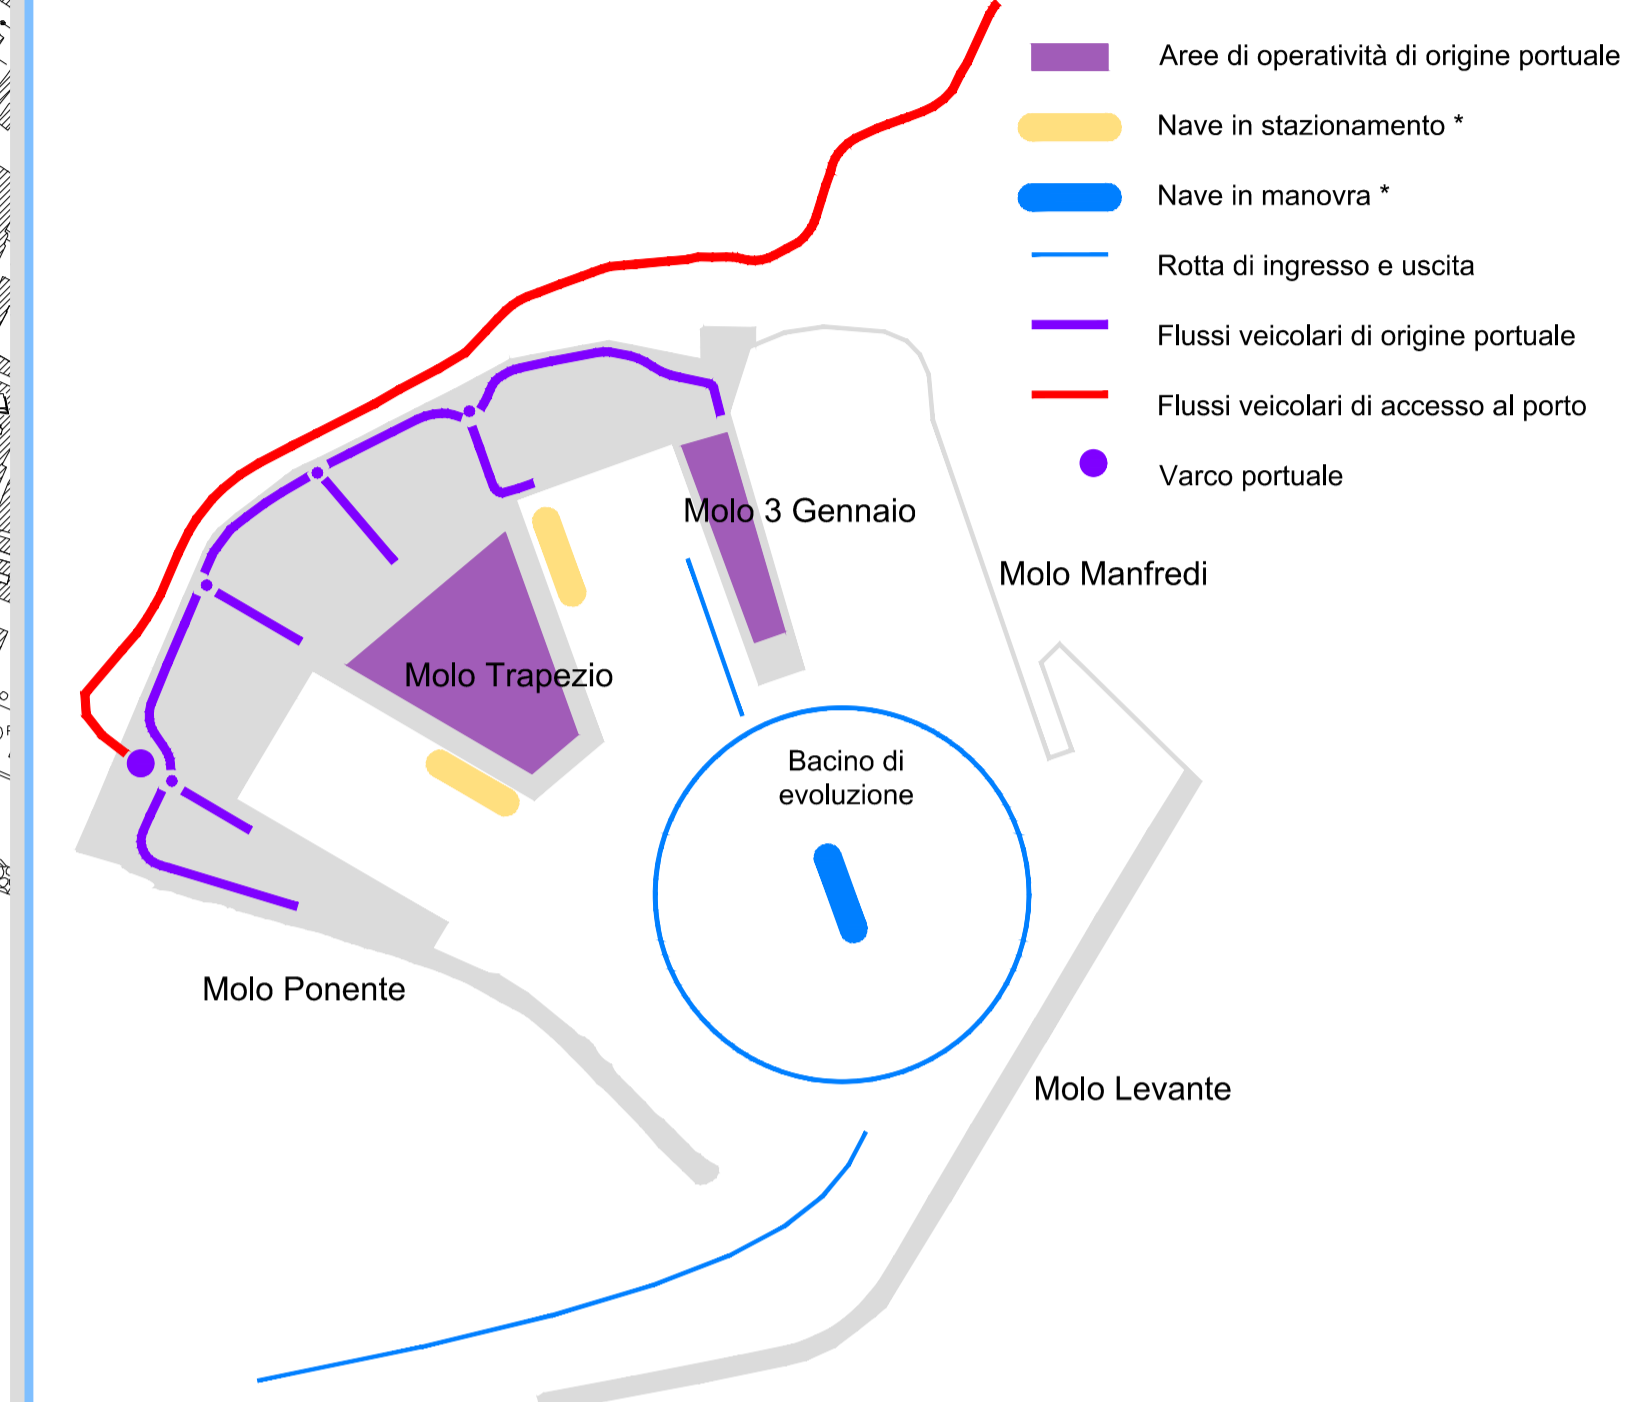 Aree di operatività di origine portuale
Nave in stazionamento *
Nave in manovra *
Rotta di ingresso e uscita
Flussi veicolari di origine portuale
Flussi veicolari di accesso al porto
Varco portuale
Molo 3 Gennaio
Molo Manfredi
Molo Trapezio
Bacino di
evoluzione
Molo Ponente
Molo Levante